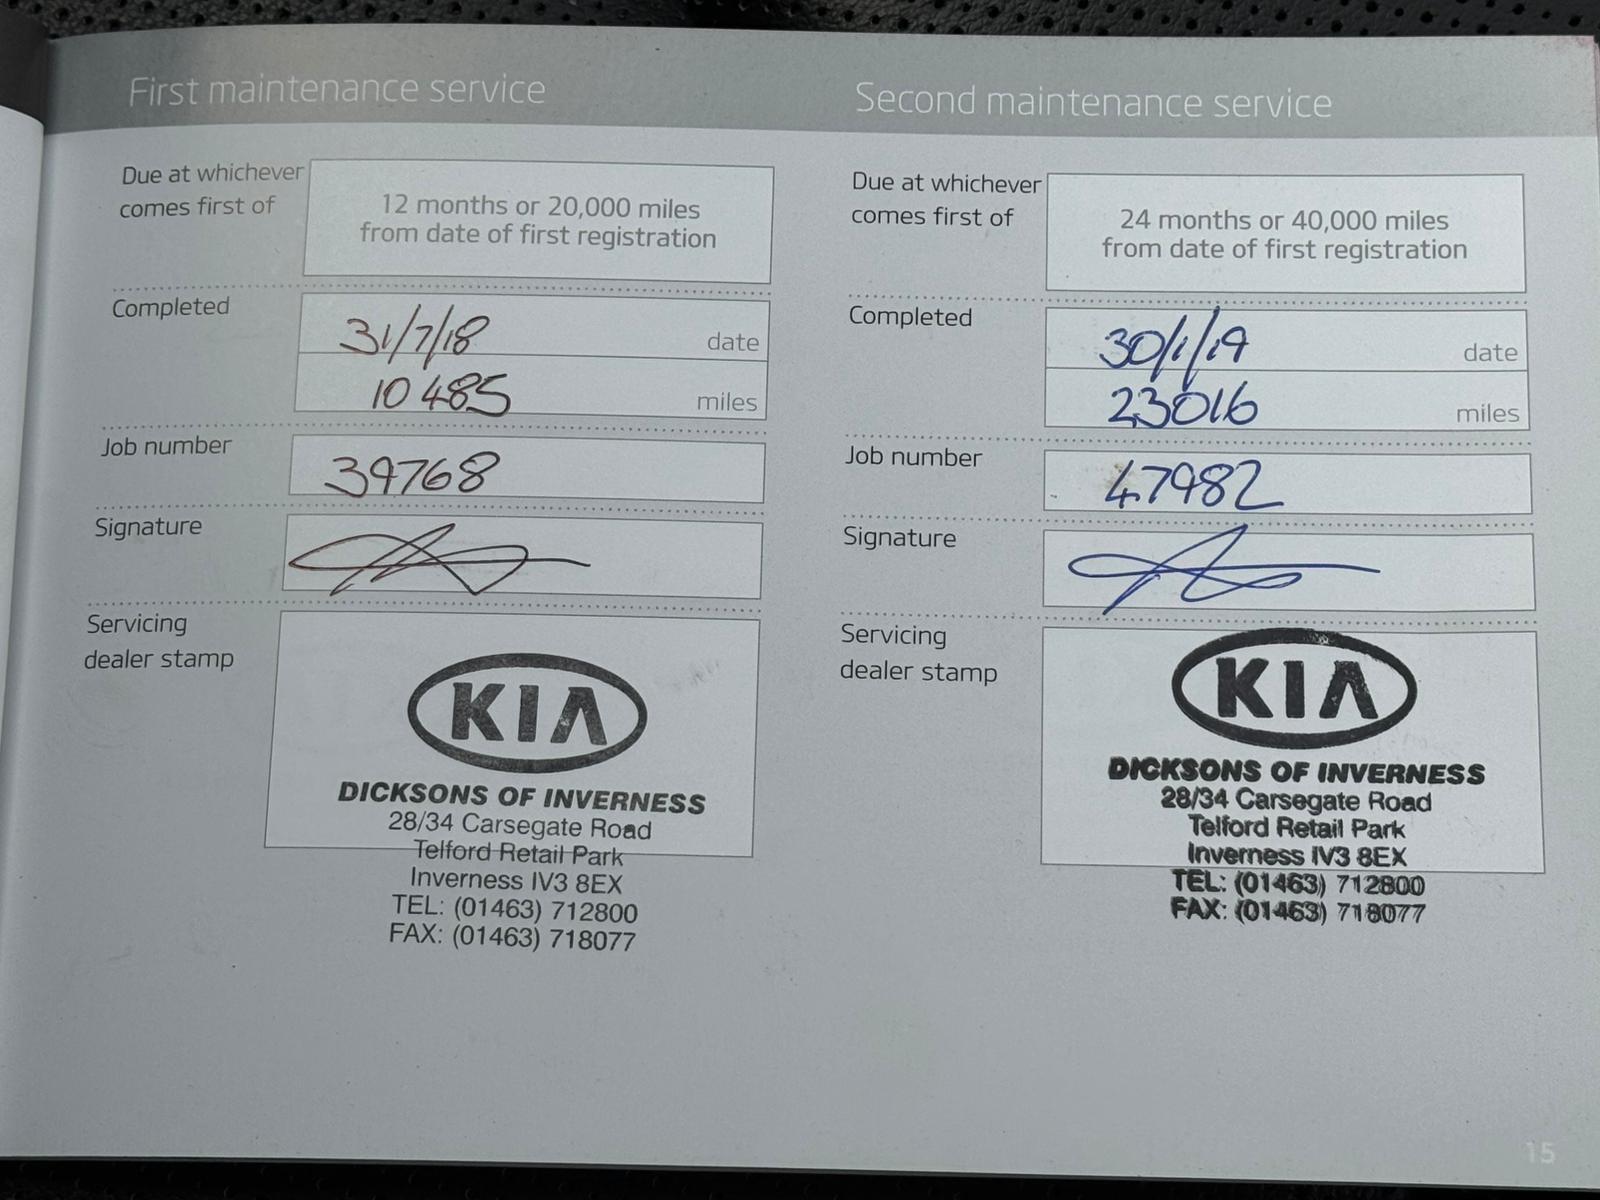 First maintenance service
Due at whichever
comes first of
12 months or 20,000 miles
from date of first registration
Completed
31/7/18
date
10485
miles
Job number
39768
Signature
Servicing
dealer stamp
KIA
DICKSONS OF INVERNESS
28/34 Carsegate Road
Telford Retail Park
Inverness IV3 8EX
TEL: (01463) 712800
FAX: (01463) 718077
Second maintenance service
Due at whichever
comes first of
24 months or 40,000 miles
from date of first registration
Completed
30/1/19
date
23016
miles
Job number
47982
Signature
Servicing
dealer stamp
KIA
DICKSONS OF INVERNESS
28/34 Carsegate Road
Telford Retail Park
Inverness IV3 8EX
TEL: (01463) 712800
FAX: (01463) 718077
15